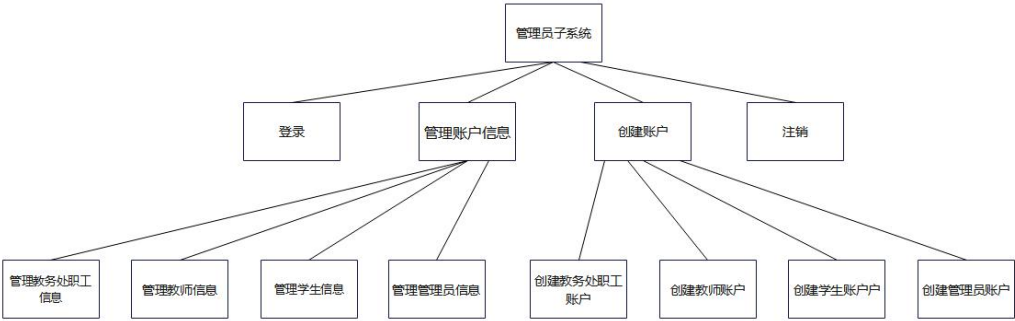 管理员子系统
登录
管理账户信息
创建账户
注销
管理教务处职工
信息
管理教师信息
管理学生信息
管理管理员信息
创建教务处职工
账户
创建教师账户
创建学生账户户
创建管理员账户